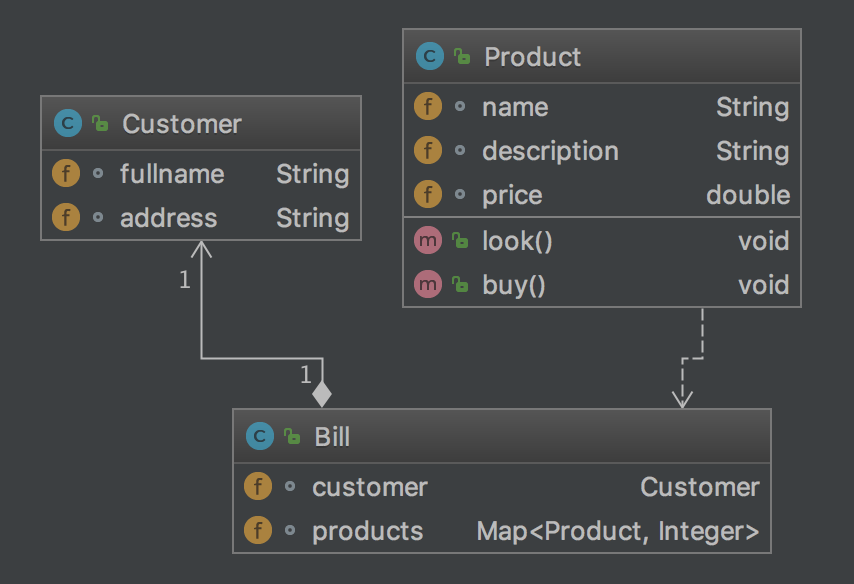 C Customer
f fullname String
f address String
C Product
f name String
f description String
f price double
m look() void
m buy() void
1
1
C Bill
f customer Customer
f products Map<Product, Integer>